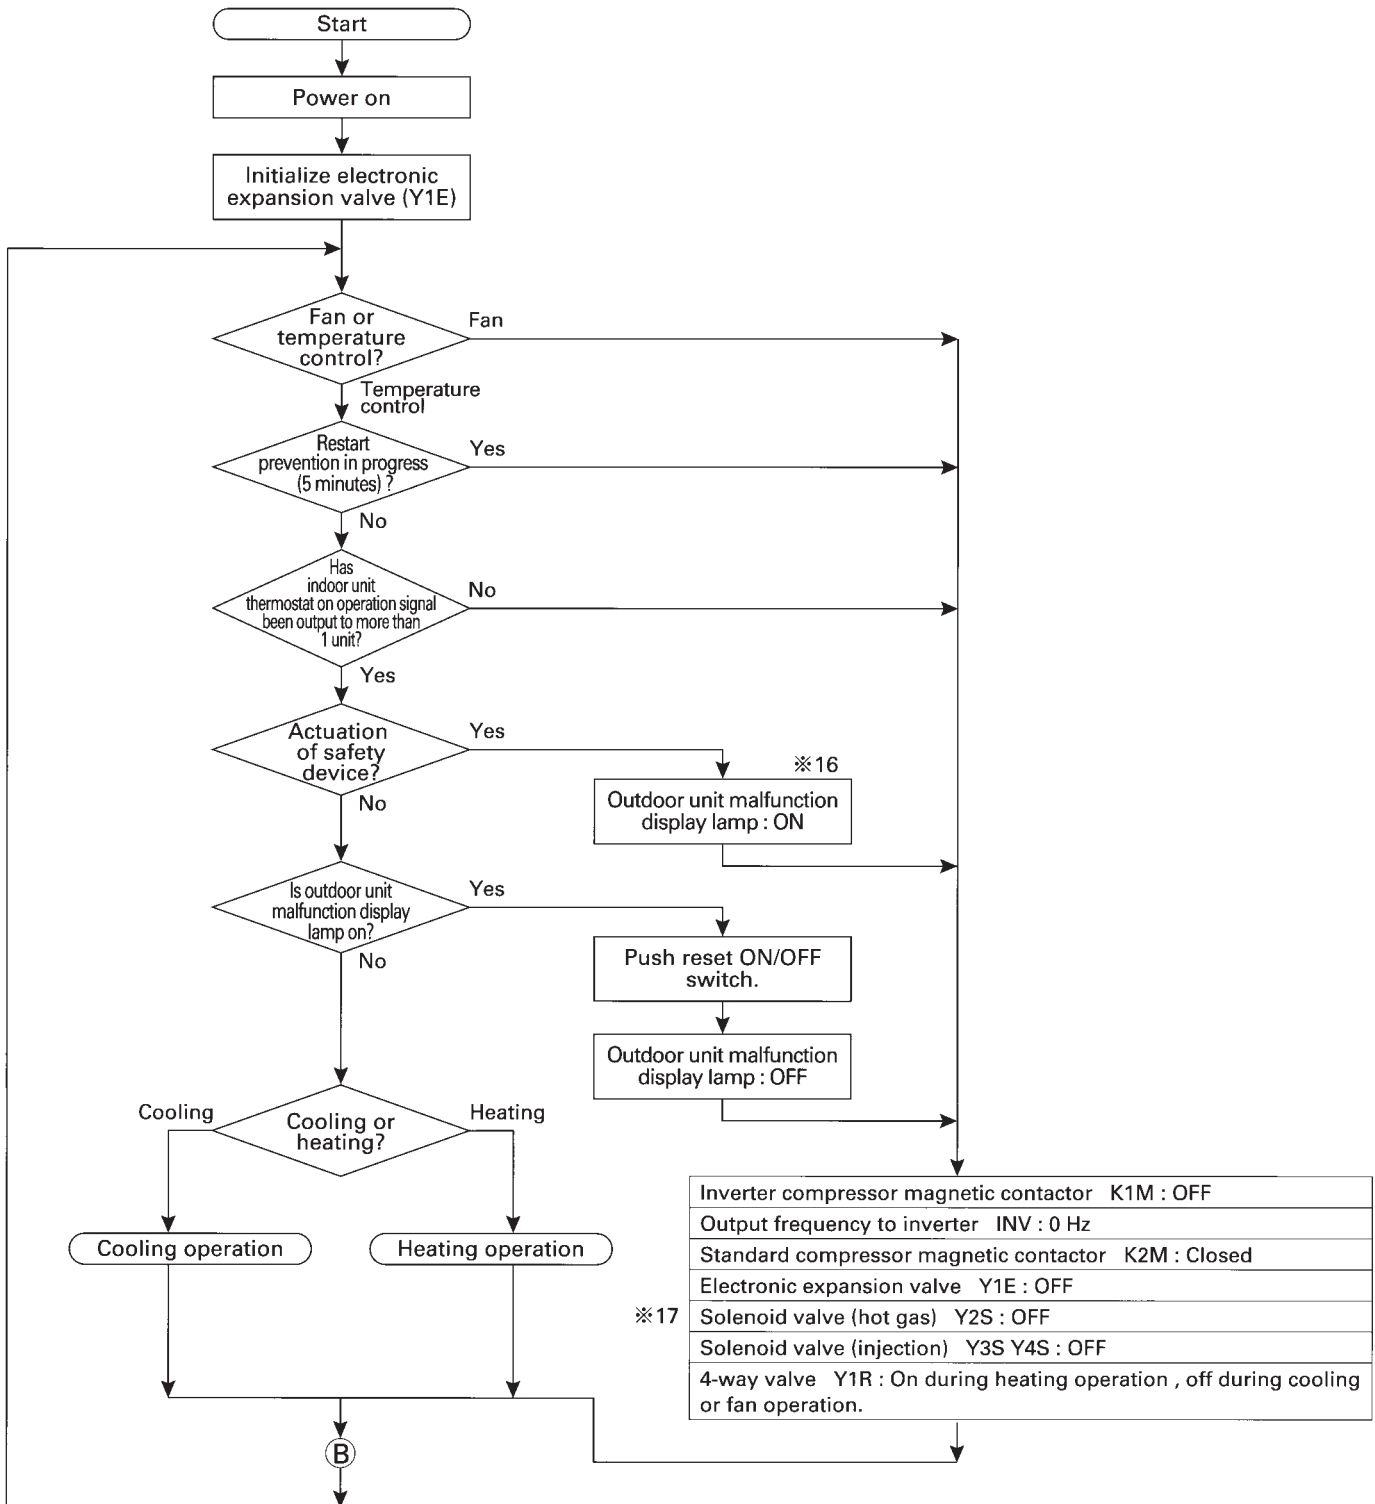 Start
Power on
Initialize electronic
expansion valve (Y1E)
Fan or
temperature
control?
Fan
Temperature
control
Restart
prevention in progress
(5 minutes) ?
Yes
No
Has
indoor unit
thermostat on operation signal
been output to more than
1 unit?
No
Yes
Actuation
of safety
device?
Yes
※16
Outdoor unit malfunction
display lamp : ON
No
Is outdoor unit
malfunction display
lamp on?
Yes
Push reset ON/OFF
switch.
Outdoor unit malfunction
display lamp : OFF
No
Cooling or
heating?
Cooling
Heating
Cooling operation
Heating operation
※17
Inverter compressor magnetic contactor K1M : OFF
Output frequency to inverter INV : 0 Hz
Standard compressor magnetic contactor K2M : Closed
Electronic expansion valve Y1E : OFF
Solenoid valve (hot gas) Y2S : OFF
Solenoid valve (injection) Y3S Y4S : OFF
4-way valve Y1R : On during heating operation , off during cooling
or fan operation.
B